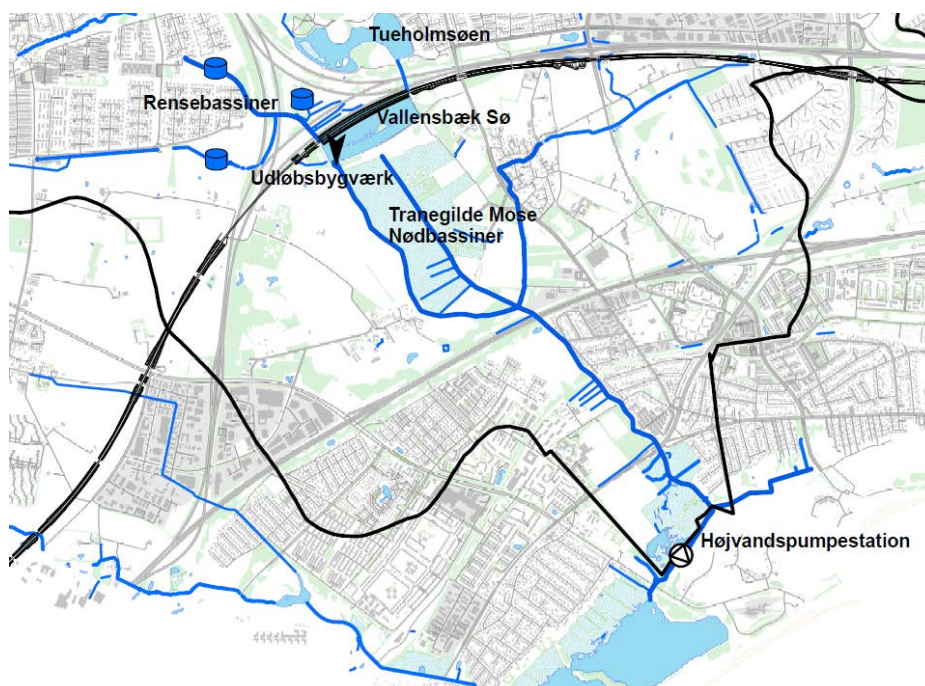 Tueholmsøen
Rensebassiner
Vallensbæk Sø
Udløbsbygværk
Tranegilde Mose
Nødbassiner
Højvandspumpestation